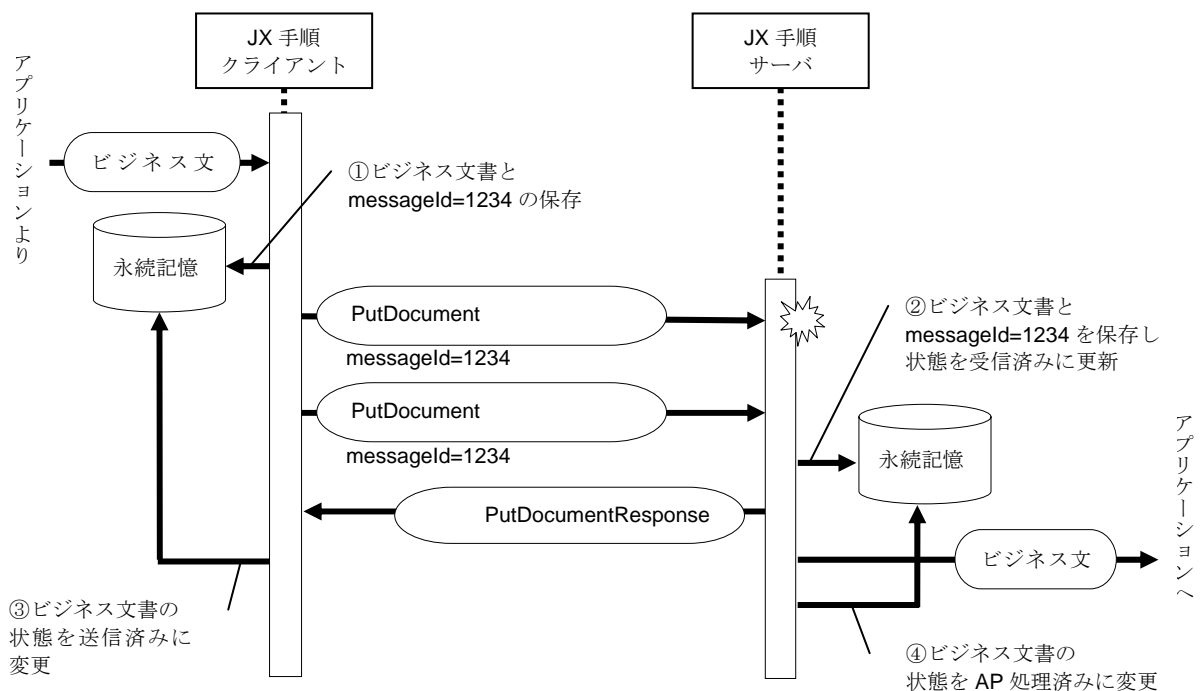 JX 手順
クライアント
JX 手順
サーバ
アプリケーションより
ビジネス文
①ビジネス文書と
messageId=1234 の保存
永続記憶
PutDocument
messageId=1234
②ビジネス文書と
messageId=1234 を保存し
状態を受信済みに更新
PutDocument
messageId=1234
永続記憶
アプリケーションへ
PutDocumentResponse
ビジネス文
③ビジネス文書の
状態を送信済みに
変更
④ビジネス文書の
状態を AP 処理済みに変更